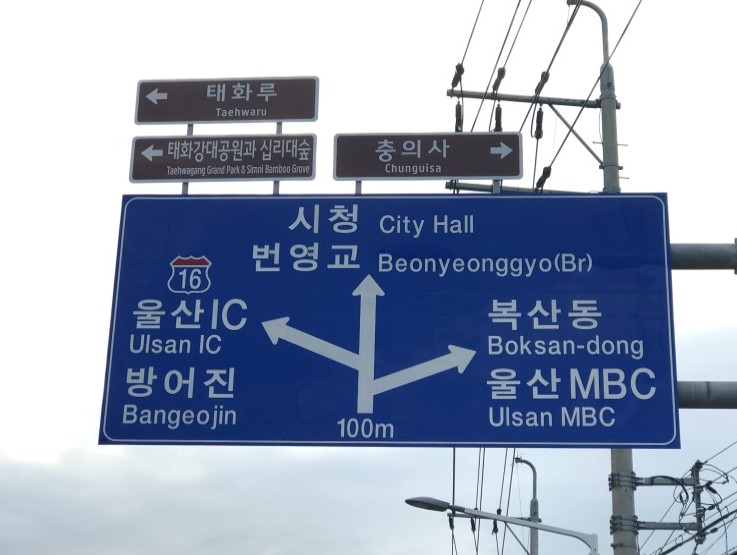 태화루
Taehwaru
태화강대공원과 십리대숲
Taehwagang Grand Park & Simni Bamboo Grove
충의사
Chunguisa
시청 City Hall
번영교 Beonyeonggyo(Br)
16
울산IC
Ulsan IC
방어진
Bangeojin
복산동
Boksan-dong
울산MBC
Ulsan MBC
100m